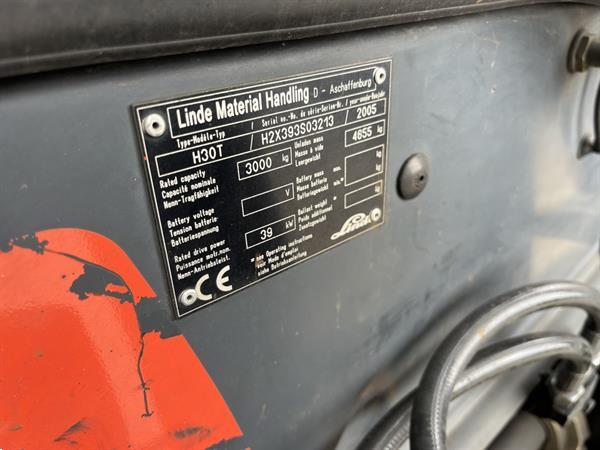 Linde Material Handling D - Aschaffenburg
Type-Modèle-Typ / Serial no.-No. de série-Serien-Nr. / year-année-Baujahr
H30T / H2X393S03213 / 2005
Rated capacity
Capacité nominale
Nenn-Tragfähigkeit
3000 kg
Unladen mass
Masse à vide
Leergewicht
4655 kg
Battery voltage
Tension batterie
Batteriespannung
V
Battery mass
Masse batterie
Batteriegewicht
kg
kg
Rated drive power
Puissance motr.nom.
Nenn-Antriebsleist.
39 kW
Ballast weight
Poids additionnel
Zusatzgewicht
kg
* see Operating instructions
voir Mode d'emploi
siehe Betriebsanleitung
Linde
CE